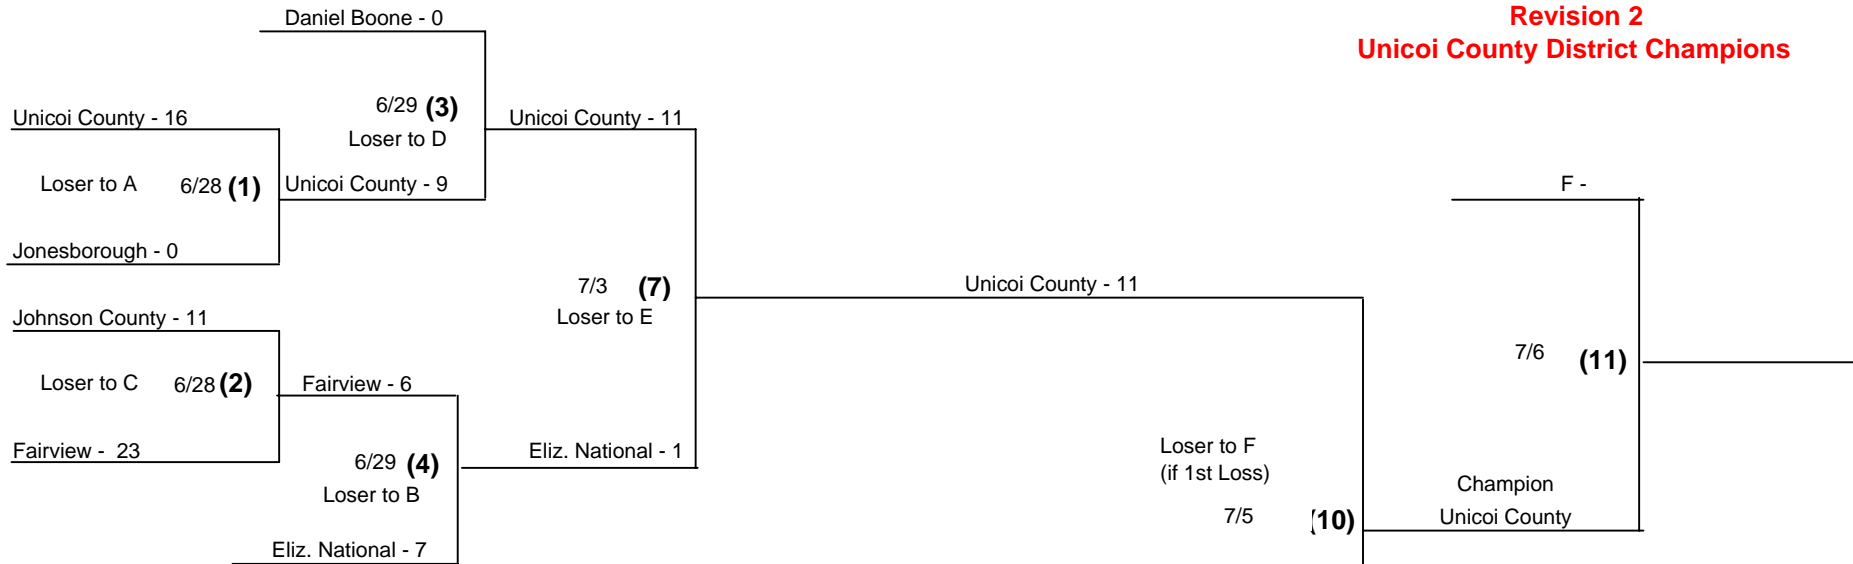 Daniel Boone - 0
Revision 2
Unicoi County District Champions
6/29 (3)
Unicoi County - 16
Unicoi County - 11
Loser to D
Loser to A 6/28 (1)
Unicoi County - 9
F -
Jonesborough - 0
7/3 (7)
Unicoi County - 11
Johnson County - 11
Loser to E
7/6 (11)
Loser to C 6/28 (2)
Fairview - 6
Fairview - 23
Eliz. National - 1
Loser to F
(if 1st Loss)
6/29 (4)
Loser to B
Champion
7/5 (10)
Unicoi County
Eliz. National - 7